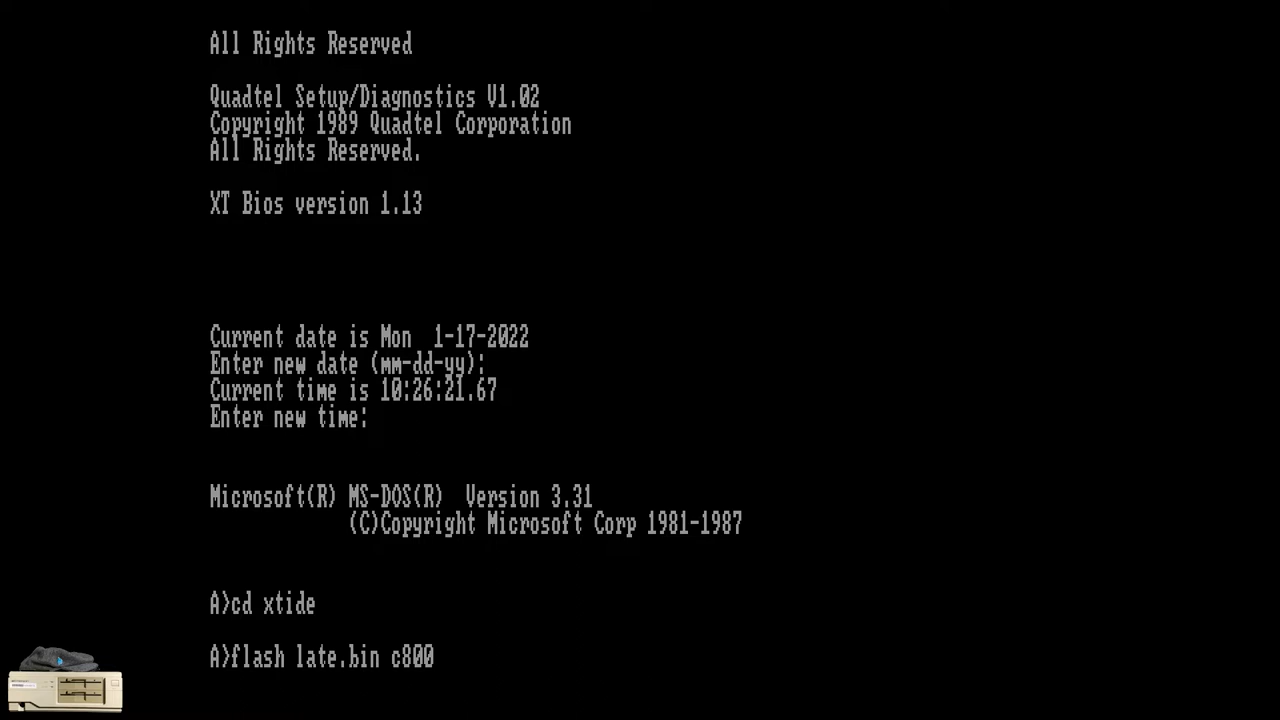 All Rights Reserved
Quadtel Setup/Diagnostics V1.02
Copyright 1989 Quadtel Corporation
All Rights Reserved.
XT Bios version 1.13
Current date is Mon  1-17-2022
Enter new date (mm-dd-yy):
Current time is 10:26:21.67
Enter new time:
Microsoft(R) MS-DOS(R)  Version 3.31
(C)Copyright Microsoft Corp 1981-1987
A>cd xtide
A>flash late.bin c800